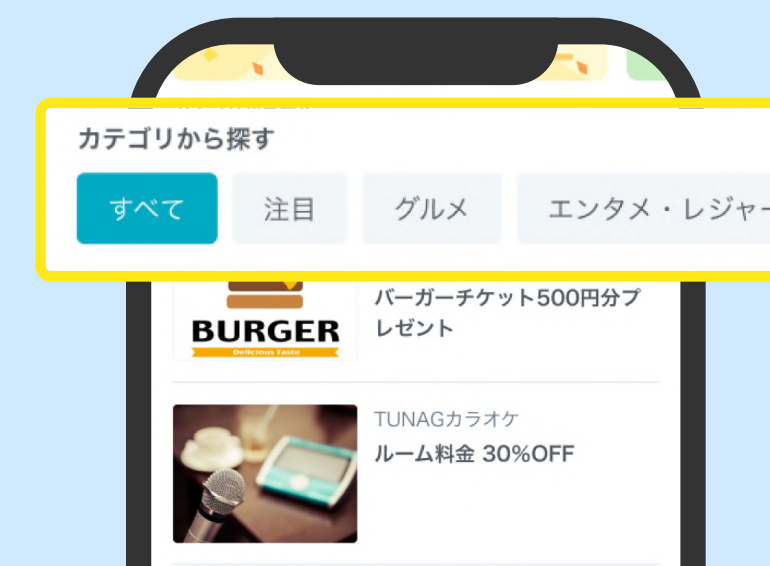 カテゴリから探す
すべて
注目
グルメ
エンタメ・レジャー
バーガーチケット500円分プ
レゼント
BURGER
Delicious Taste
TUNAGカラオケ
ルーム料金 30%OFF